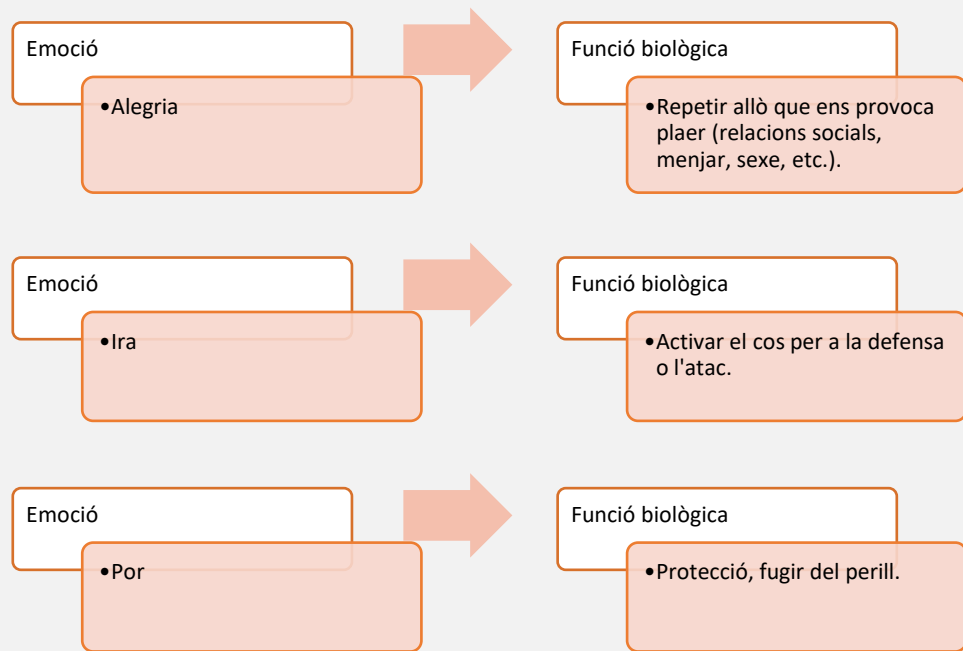 Emoció
Funció biològica
•Alegria
•Repetir allò que ens provoca
plaer (relacions socials,
menjar, sexe, etc.).
Emoció
Funció biològica
•Ira
•Activar el cos per a la defensa
o l'atac.
Emoció
Funció biològica
•Por
•Protecció, fugir del perill.